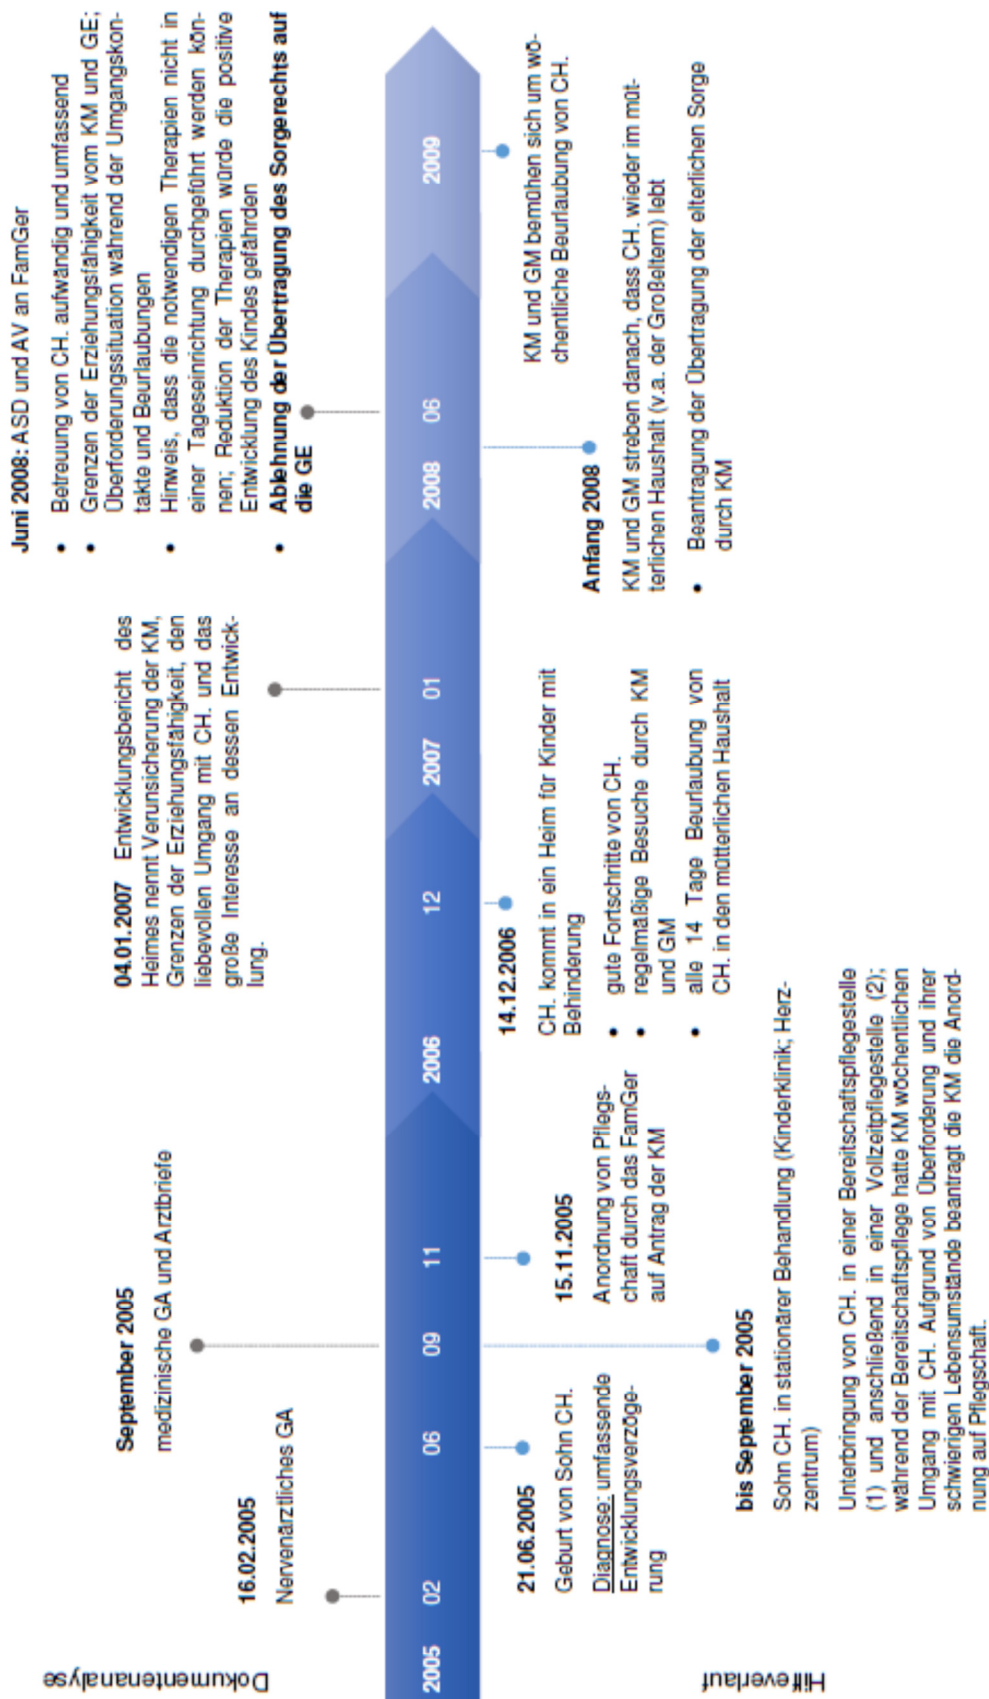 Dokumentenanalyse
16.02.2005
Nervenärztliches GA
September 2005
medizinische GA und Arztbriefe
04.01.2007 Entwicklungsbericht des
Heimes nennt Verunsicherung der KM,
Grenzen der Erziehungsfähigkeit, den
liebevollen Umgang mit CH. und das
große Interesse an dessen Entwick-
lung.
Juni 2008: ASD und AV an FamGer
• Betreuung von CH. aufwändig und umfassend
• Grenzen der Erziehungsfähigkeit vom KM und GE;
Überforderungssituation während der Umgangskon-
takte und Beurlaubungen
• Hinweis, dass die notwendigen Therapien nicht in
einer Tageseinrichtung durchgeführt werden kön-
nen; Reduktion der Therapien würde die positive
Entwicklung des Kindes gefährden
• Ablehnung der Übertragung des Sorgerechts auf
die GE
2005 02 06 09 11 2006 12 2007 01 2008 06 2009
Hilfeverlauf
21.06.2005
Geburt von Sohn CH.
Diagnose: umfassende
Entwicklungsverzöge-
rung
bis September 2005
Sohn CH. in stationärer Behandlung (Kinderklinik; Herz-
zentrum)
Unterbringung von CH. in einer Bereitschaftspflegestelle
(1) und anschließend in einer Vollzeitpflegestelle (2);
während der Bereitschaftspflege hatte KM wöchentlichen
Umgang mit CH. Aufgrund von Überforderung und ihrer
schwierigen Lebensumstände beantragt die KM die Anord-
nung auf Pflegschaft.
15.11.2005
Anordnung von Pflegs-
chaft durch das FamGer
auf Antrag der KM
14.12.2006
CH. kommt in ein Heim für Kinder mit
Behinderung
• gute Fortschritte von CH.
• regelmäßige Besuche durch KM
und GM
• alle 14 Tage Beurlaubung von
CH. in den mütterlichen Haushalt
Anfang 2008
KM und GM streben danach, dass CH. wieder im müt-
terlichen Haushalt (v.a. der Großeltern) lebt
• Beantragung der Übertragung der elterlichen Sorge
durch KM
KM und GM bemühen sich um wö-
chentliche Beurlaubung von CH.